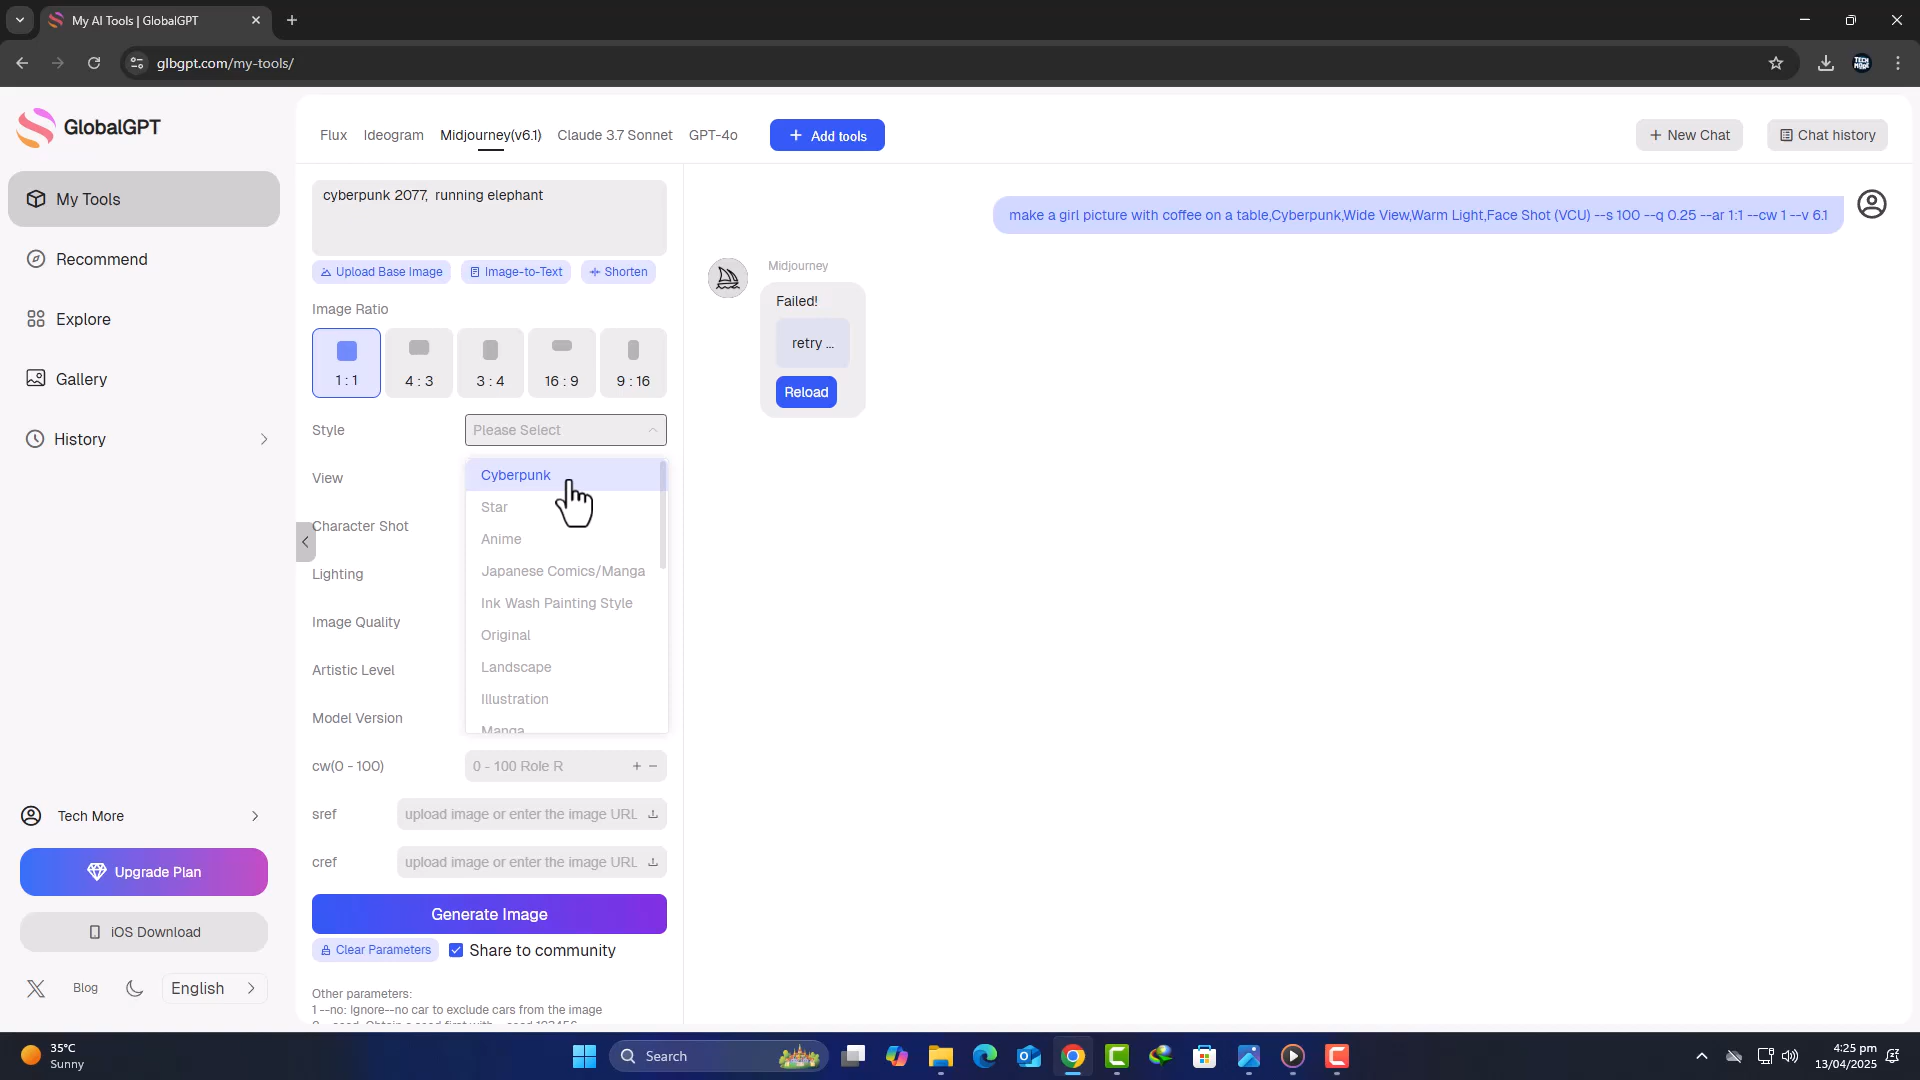 My AI Tools | GlobalGPT
glbgpt.com/my-tools/
GlobalGPT
My Tools
Recommend
Explore
Gallery
History
Tech More
Upgrade Plan
iOS Download
Blog
English
Flux
Ideogram
Midjourney(v6.1)
Claude 3.7 Sonnet
GPT-4o
+ Add tools
+ New Chat
Chat history
cyberpunk 2077,  running elephant
Upload Base Image
Image-to-Text
Shorten
Image Ratio
1 : 1
4 : 3
3 : 4
16 : 9
9 : 16
Style
Please Select
View
Character Shot
Lighting
Image Quality
Artistic Level
Model Version
Cyberpunk
Star
Anime
Japanese Comics/Manga
Ink Wash Painting Style
Original
Landscape
Illustration
Manga
cw(0 - 100)
0 - 100 Role R
+ −
sref
upload image or enter the image URL
cref
upload image or enter the image URL
Generate Image
Clear Parameters
Share to community
Other parameters:
1 --no: Ignore--no car to exclude cars from the image
make a girl picture with coffee on a table,Cyberpunk,Wide View,Warm Light,Face Shot (VCU) --s 100 --q 0.25 --ar 1:1 --cw 1 --v 6.1
Midjourney
Failed!
retry ...
Reload
35°C
Sunny
Search
4:25 pm
13/04/2025